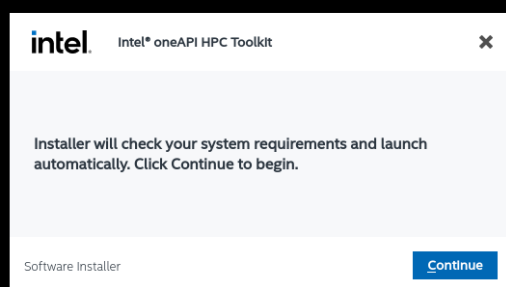 intel. Intel® oneAPI HPC Toolkit
Installer will check your system requirements and launch
automatically. Click Continue to begin.
Software Installer
Continue